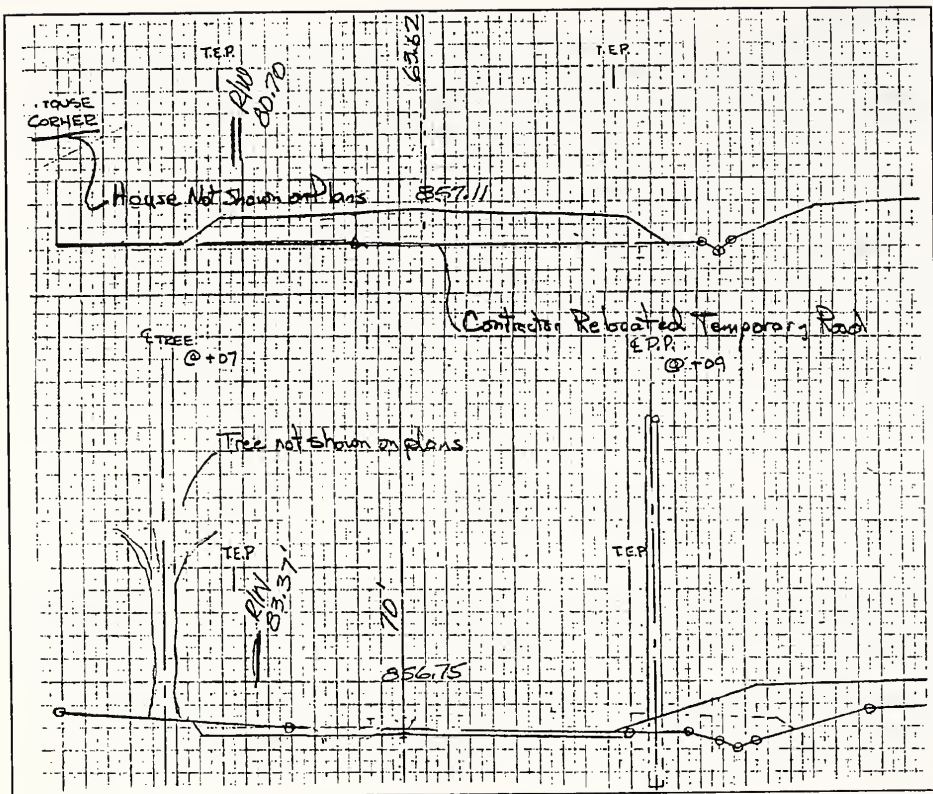 T.E.P.
R/W
80.70
63.62
T.E.P.
HOUSE
CORNER
House Not Shown on Plans
857.11
Contractor Relocated Temporary Road
℄ TREE
@ +07
℄ P.P.
@ +09
Tree not shown on plans
T.E.P.
R/W
83.37'
70'
T.E.P.
856.75